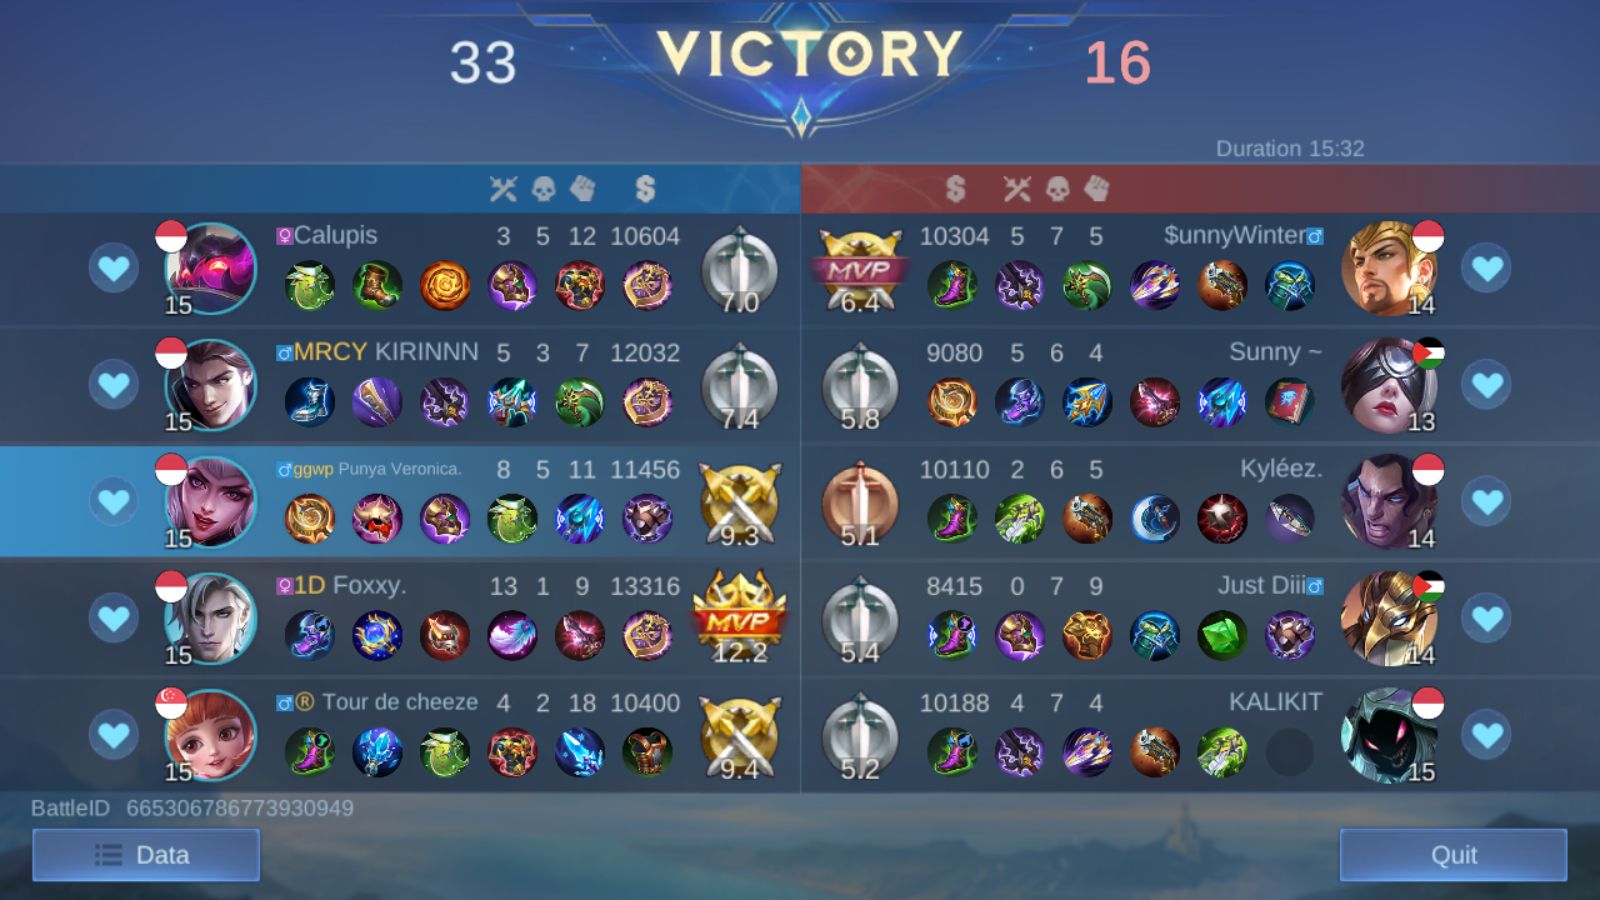 33 VICTORY 16
Duration 15:32
Calupis 3 5 12 10604
15 7.0
MVP 10304 5 7 5 $unnyWinter
6.4 14
MRCY KIRINNN 5 3 7 12032
15 7.4
9080 5 6 4 Sunny ~
5.8 13
ggwp Punya Veronica. 8 5 11 11456
15 9.3
10110 2 6 5 Kyléez.
5.1 14
1D Foxxy. 13 1 9 13316 MVP
15 12.2
8415 0 7 9 Just Diii
5.4 14
® Tour de cheeze 4 2 18 10400
15 9.4
10188 4 7 4 KALIKIT
5.2 15
BattleID 665306786773930949
Data
Quit